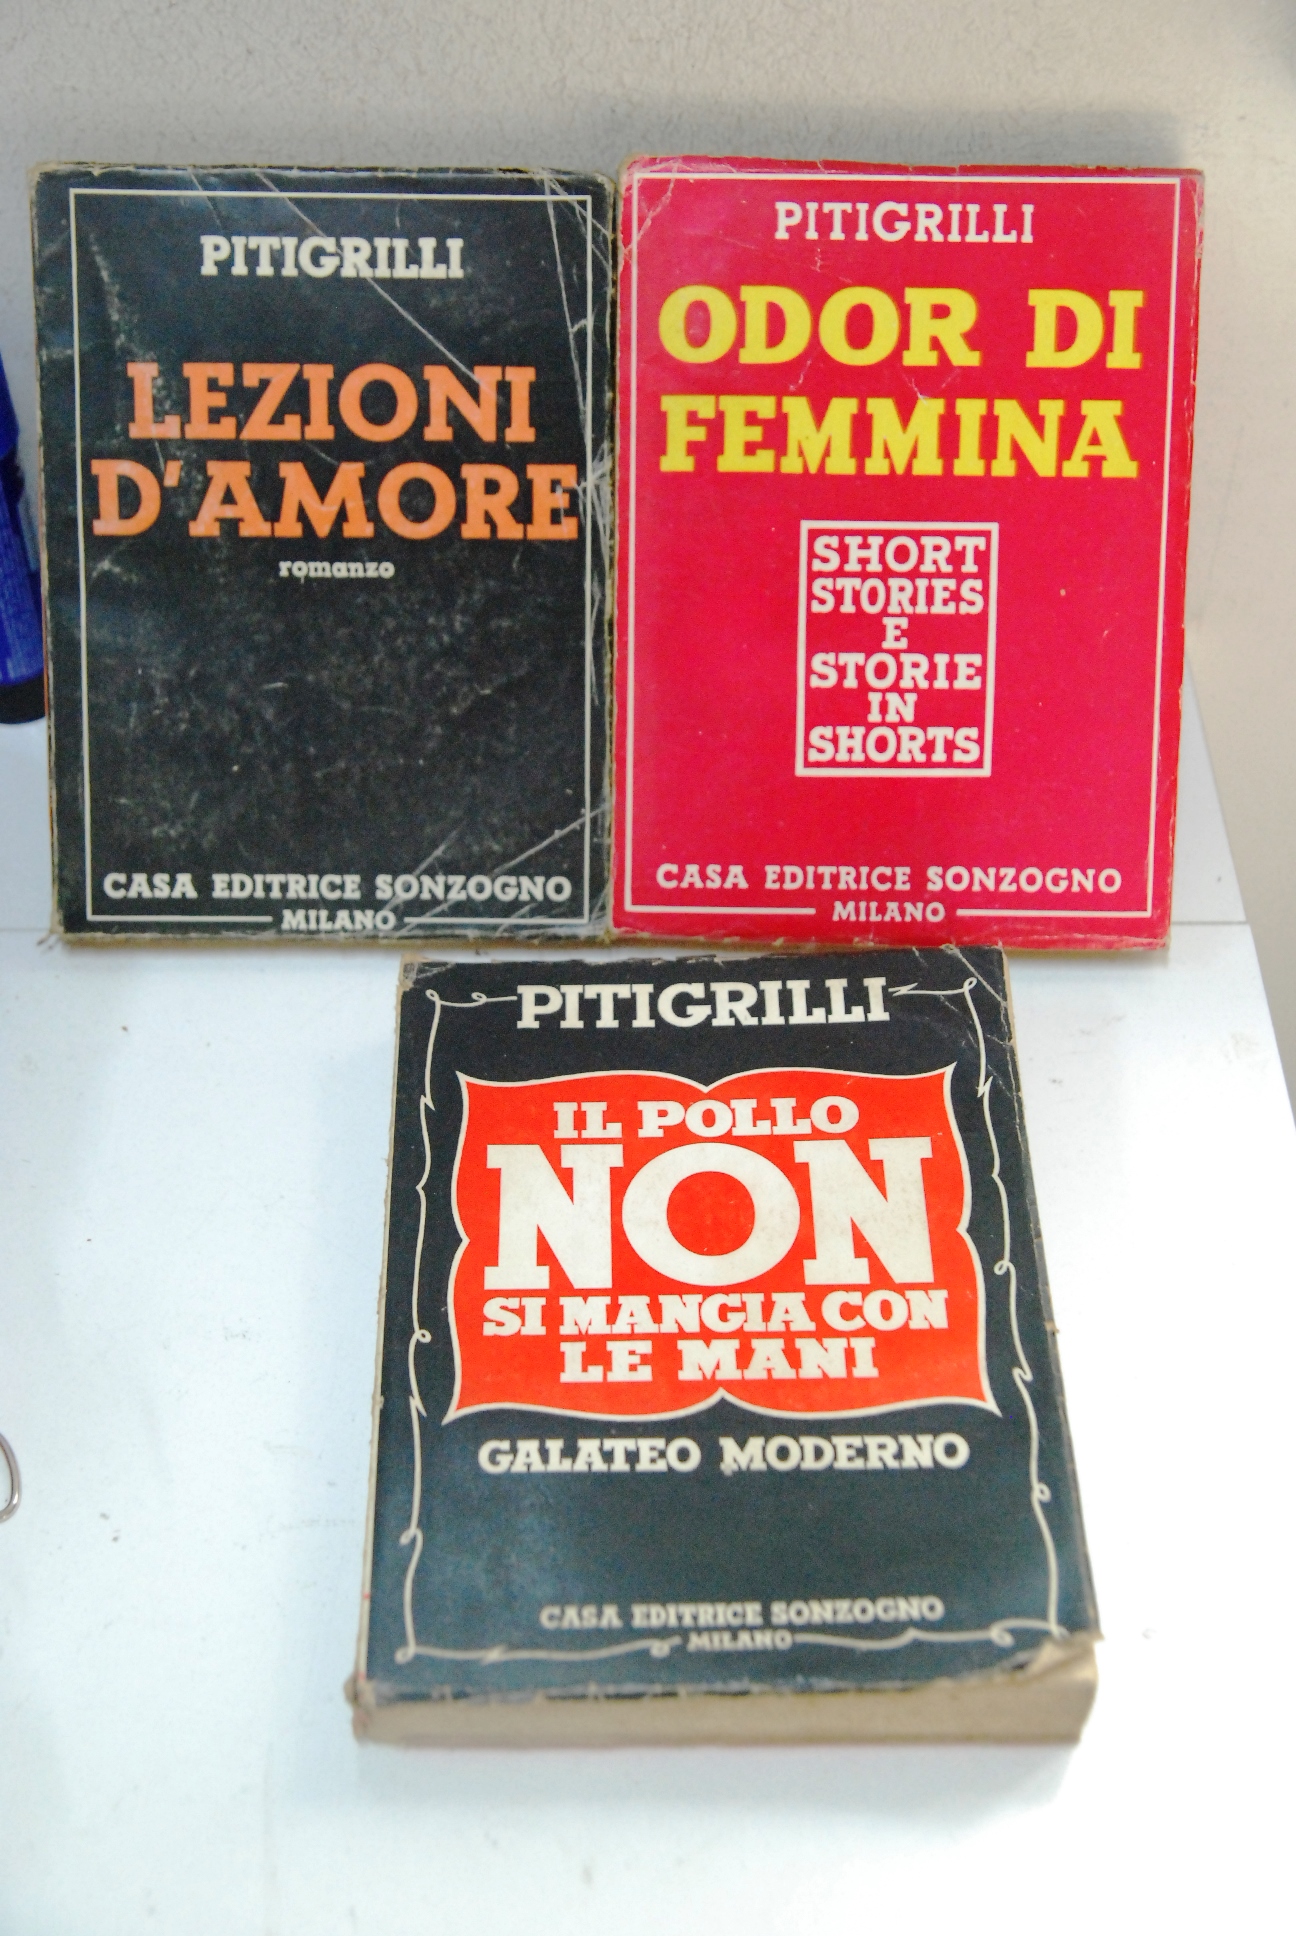 PITIGRILLI
LEZIONI
D'AMORE
romanzo
CASA EDITRICE SONZOGNO
MILANO
PITIGRILLI
ODOR DI
FEMMINA
SHORT
STORIES
E
STORIE
IN
SHORTS
CASA EDITRICE SONZOGNO
MILANO
PITIGRILLI
IL POLLO
NON
SI MANGIA CON
LE MANI
GALATEO MODERNO
CASA EDITRICE SONZOGNO
MILANO